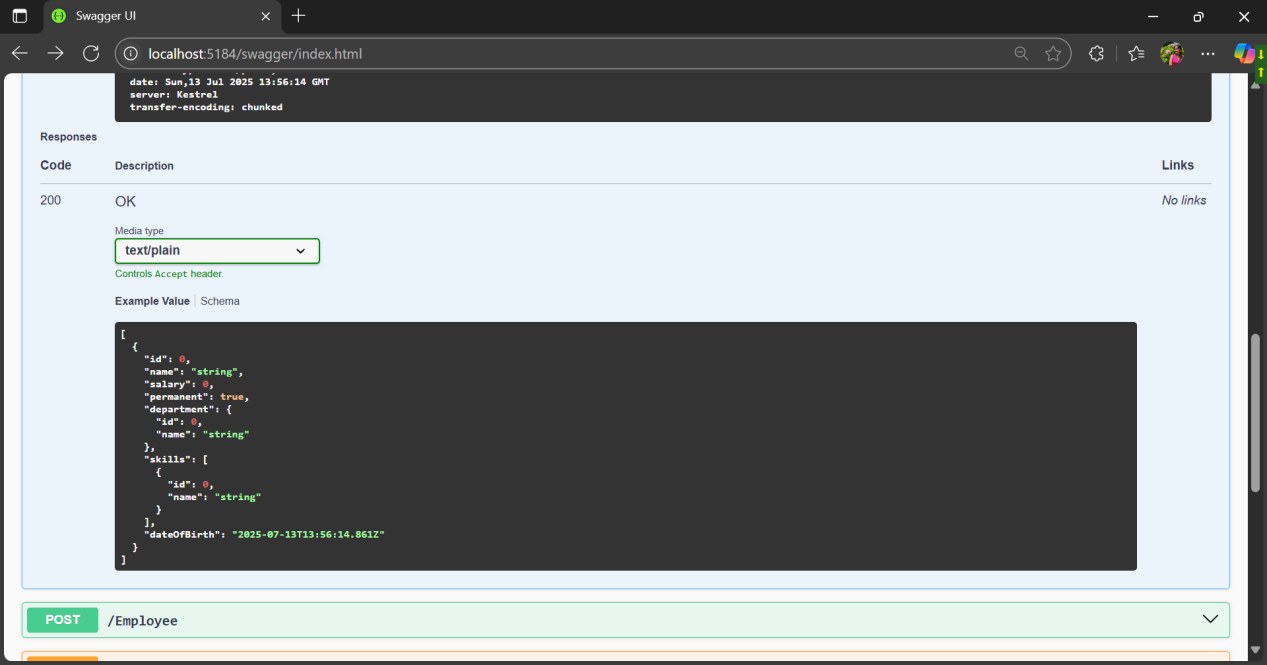 Swagger UI
localhost:5184/swagger/index.html
date: Sun,13 Jul 2025 13:56:14 GMT
server: Kestrel
transfer-encoding: chunked
Responses
Code Description Links
200 OK No links
Media type
text/plain
Controls Accept header.
Example Value Schema
[
{
"id": 0,
"name": "string",
"salary": 0,
"permanent": true,
"department": {
"id": 0,
"name": "string"
},
"skills": [
{
"id": 0,
"name": "string"
}
],
"dateOfBirth": "2025-07-13T13:56:14.861Z"
}
]
POST /Employee